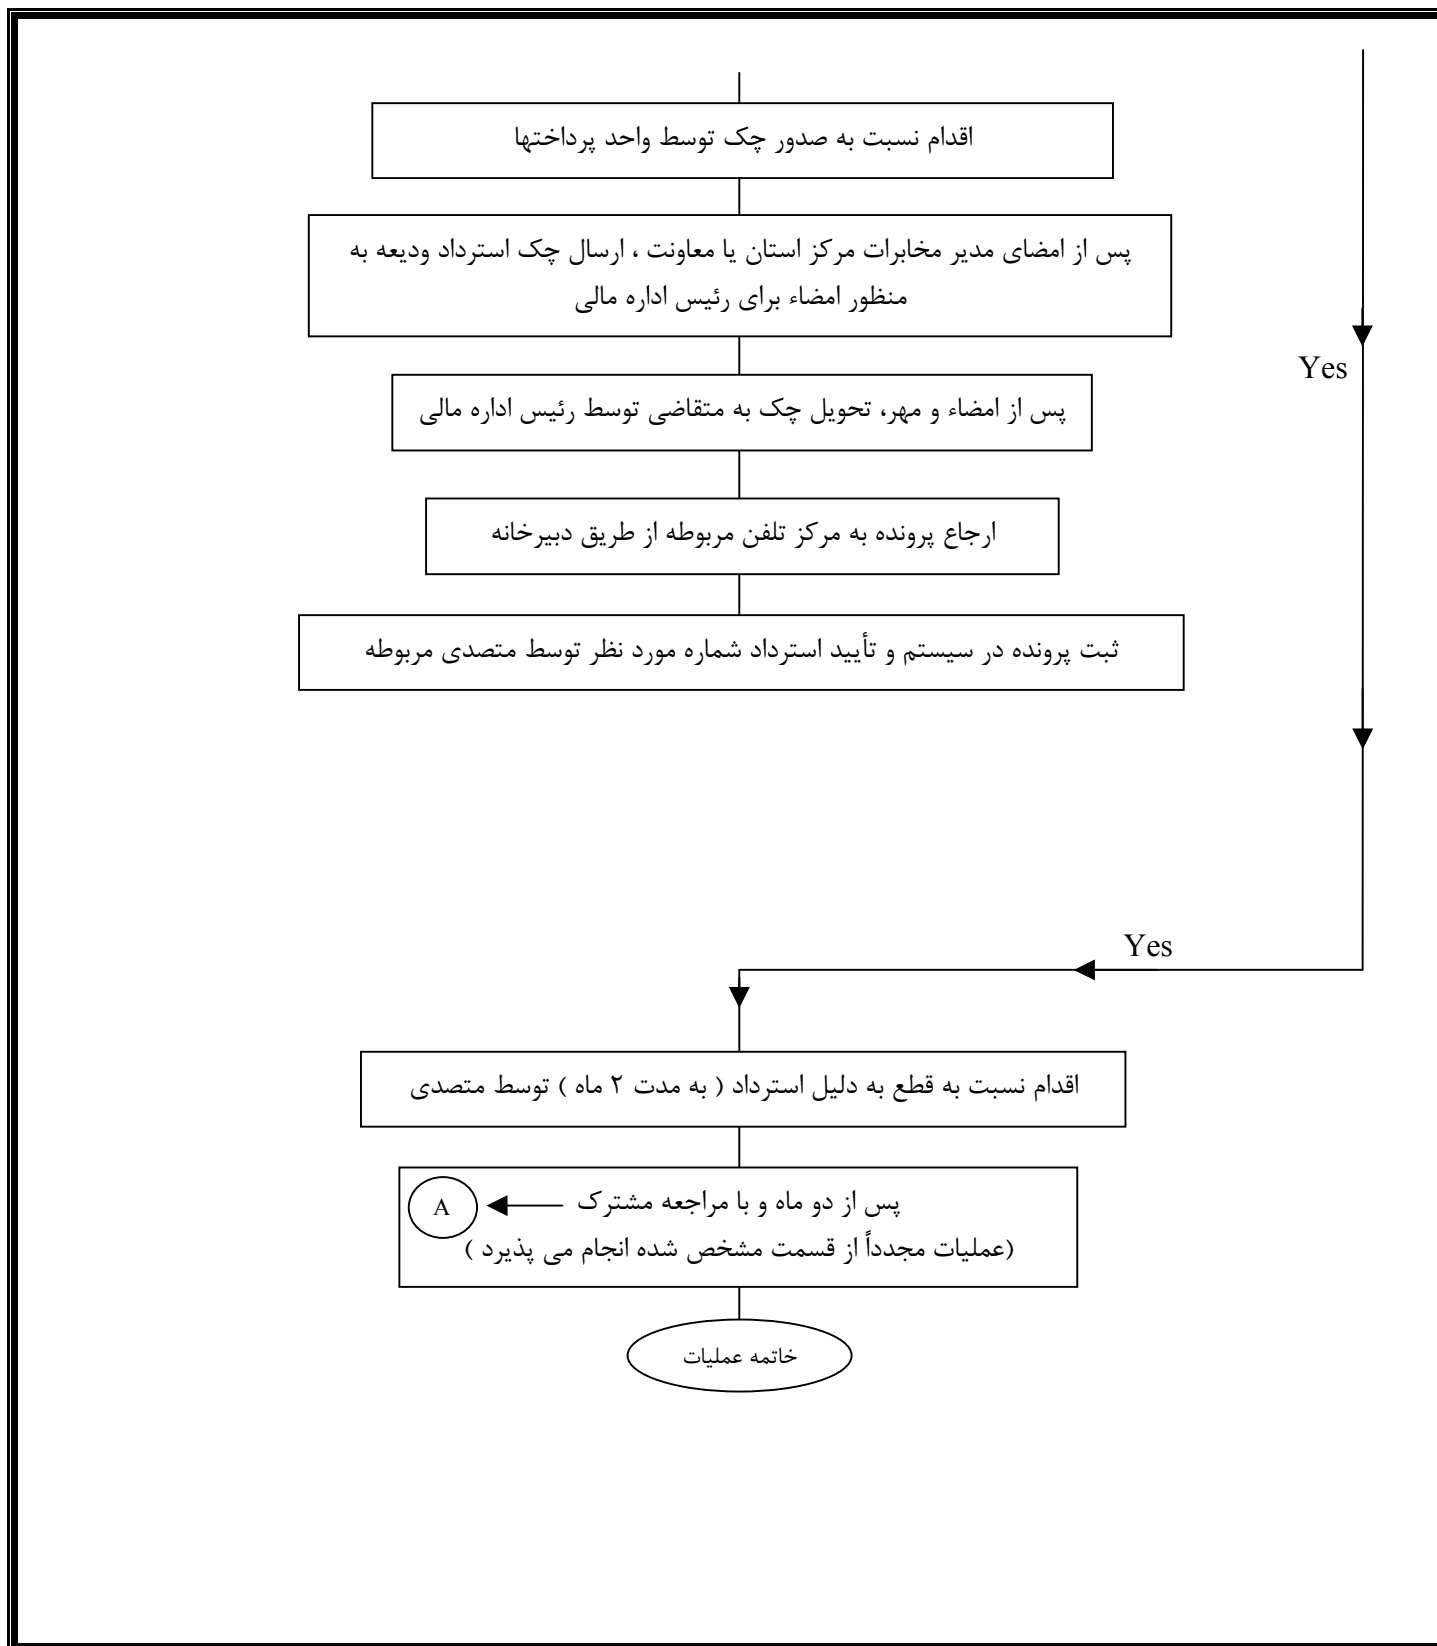 اقدام نسبت به صدور چک توسط واحد پرداختها
پس از امضای مدیر مخابرات مرکز استان یا معاونت ، ارسال چک استرداد ودیعه به
منظور امضاء برای رئیس اداره مالی
Yes
پس از امضاء و مهر، تحویل چک به متقاضی توسط رئیس اداره مالی
ارجاع پرونده به مرکز تلفن مربوطه از طریق دبیرخانه
ثبت پرونده در سیستم و تأیید استرداد شماره مورد نظر توسط متصدی مربوطه
Yes
اقدام نسبت به قطع به دلیل استرداد ( به مدت ۲ ماه ) توسط متصدی
پس از دو ماه و با مراجعه مشترک A
(عملیات مجدداً از قسمت مشخص شده انجام می پذیرد )
خاتمه عملیات